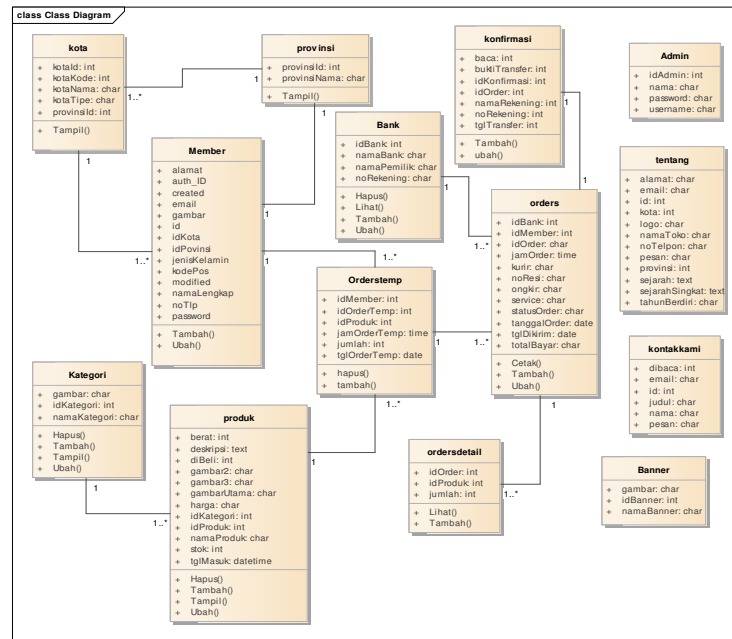 class Class Diagram
kota
+ kotaId: int
+ kotaKode: int
+ kotaNama: char
+ kotaTipe: char
+ provinsiId: int
+ Tampil()
provinsi
+ provinsiId: int
+ provinsiNama: char
+ Tampil()
konfirmasi
+ baca: int
+ buktiTransfer: int
+ idKonfirmasi: int
+ idOrder: int
+ namaRekening: int
+ noRekening: int
+ tglTransfer: int
+ Tambah()
+ ubah()
Admin
+ idAdmin: int
+ nama: char
+ password: char
+ username: char
1..*
1
1
1
1
Bank
+ idBank: int
+ namaBank: char
+ namaPemilik: char
+ noRekening: char
+ Hapus()
+ Lihat()
+ Tambah()
+ Ubah()
Member
+ alamat
+ auth_ID
+ created
+ email
+ gambar
+ id
+ idKota
+ idPovinsi
+ jenisKelamin
+ kodePos
+ modified
+ namaLengkap
+ noTlp
+ password
+ Tambah()
+ Ubah()
tentang
+ alamat: char
+ email: char
+ id: int
+ kota: int
+ logo: char
+ namaToko: char
+ noTelpon: char
+ pesan: char
+ provinsi: int
+ sejarah: text
+ sejarahSingkat: text
+ tahunBerdiri: char
1
1
orders
+ idBank: int
+ idMember: int
+ idOrder: char
+ jamOrder: time
+ kurir: char
+ noResi: char
+ ongkir: char
+ service: char
+ statusOrder: char
+ tanggalOrder: date
+ tglDikirim: date
+ totalBayar: char
+ Cetak()
+ Tambah()
+ Ubah()
1
1..*
1..*
1
1..*
Orderstemp
+ idMember: int
+ idOrderTemp: int
+ idProduk: int
+ jamOrderTemp: time
+ jumlah: int
+ tglOrderTemp: date
+ hapus()
+ tambah()
1
1..*
1..*
1
kontakkami
+ dibaca: int
+ email: char
+ id: int
+ judul: char
+ nama: char
+ pesan: char
Kategori
+ gambar: char
+ idKategori: int
+ namaKategori: char
+ Hapus()
+ Tambah()
+ Tampil()
+ Ubah()
1
1..*
produk
+ berat: int
+ deskripsi: text
+ diBeli: int
+ gambar2: char
+ gambar3: char
+ gambarUtama: char
+ harga: char
+ idKategori: int
+ idProduk: int
+ namaProduk: char
+ stok: int
+ tglMasuk: datetime
+ Hapus()
+ Tambah()
+ Tampil()
+ Ubah()
1
ordersdetail
+ idOrder: int
+ idProduk: int
+ jumlah: int
+ Lihat()
+ Tambah()
1..*
Banner
+ gambar: char
+ idBanner: int
+ namaBanner: char